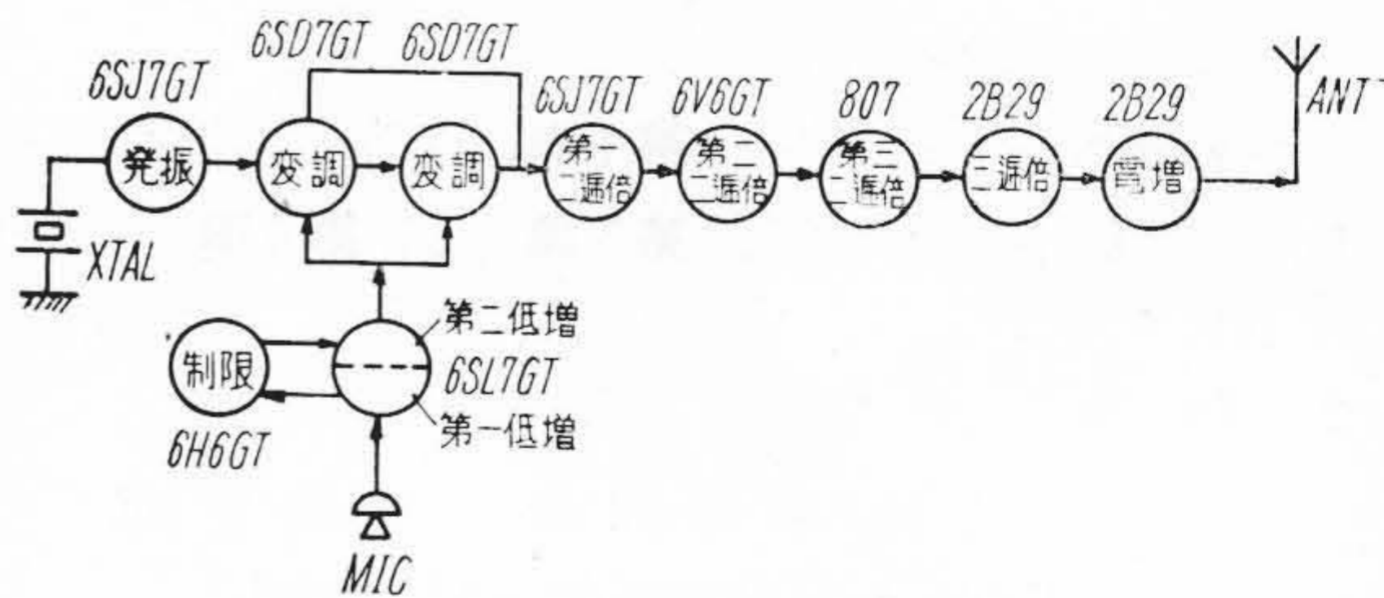 6SD7GT 6SD7GT
6SJ7GT
6SJ7GT
6V6GT
807
2B29
2B29
ANT
発振
変調
変調
第一
二逓倍
第二
二逓倍
第三
二逓倍
三逓倍
電増
XTAL
第二低増
制限
6SL7GT
第一低増
6H6GT
MIC